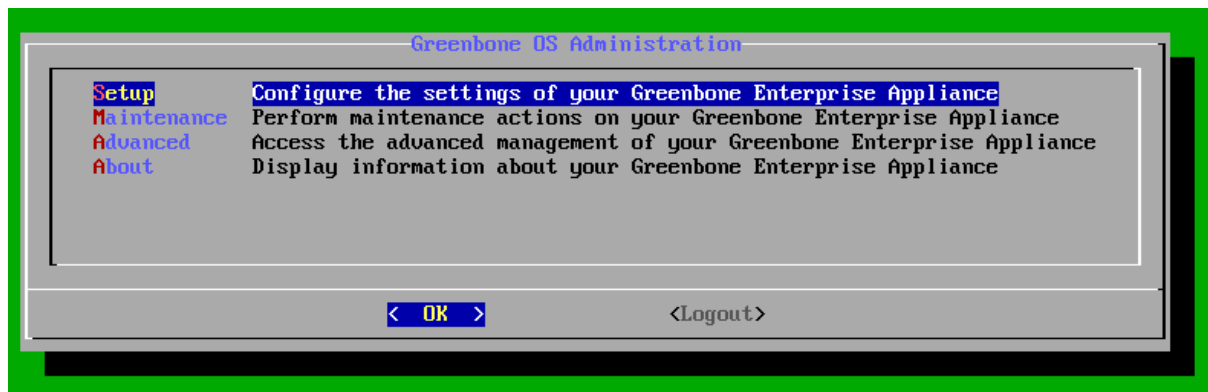 Greenbone OS Administration
Setup Configure the settings of your Greenbone Enterprise Appliance
Maintenance Perform maintenance actions on your Greenbone Enterprise Appliance
Advanced Access the advanced management of your Greenbone Enterprise Appliance
About Display information about your Greenbone Enterprise Appliance
< OK > <Logout>